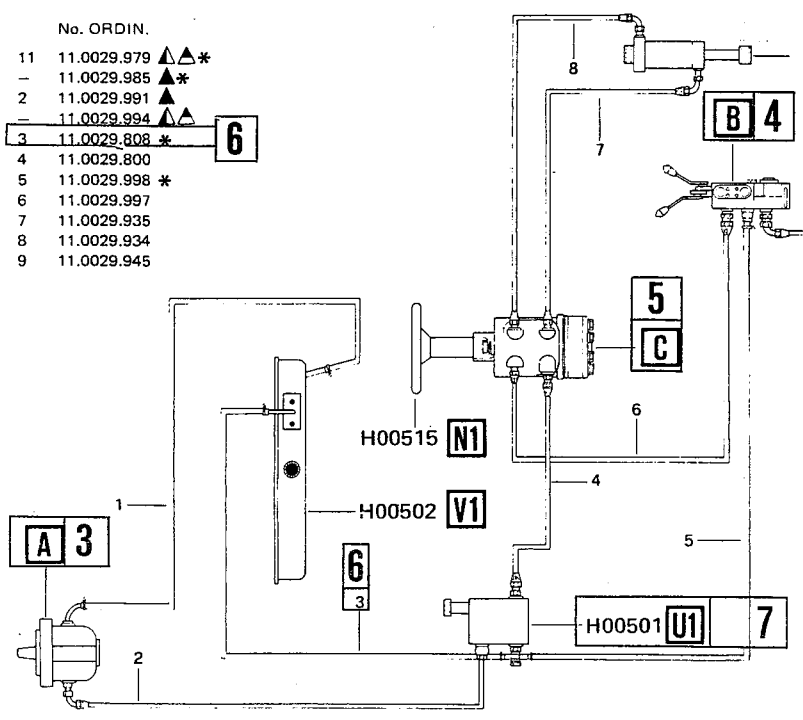 No. ORDIN.
11 11.0029.979 *
– 11.0029.985 *
2 11.0029.991
– 11.0029.994
3 11.0029.808 *
6
4 11.0029.800
5 11.0029.998 *
6 11.0029.997
7 11.0029.935
8 11.0029.934
9 11.0029.945
8
7
B 4
5
C
6
H00515 N1
4
1
H00502 V1
A 3
5
6
3
H00501 U1 7
2